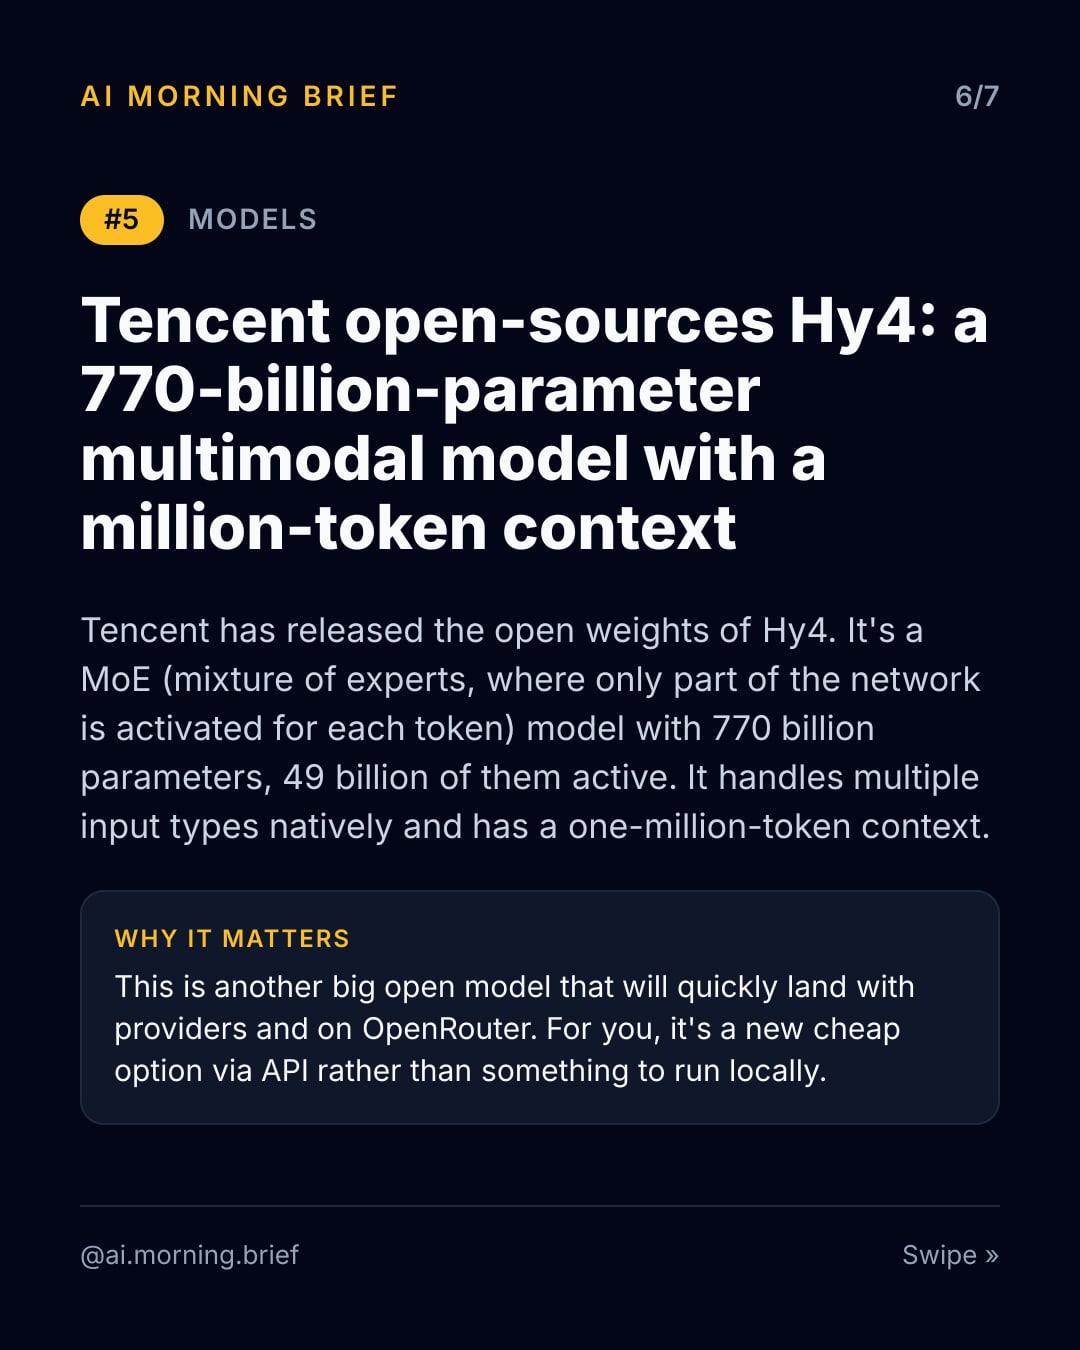 AI MORNING BRIEF
6/7
#5 MODELS
Tencent open-sources Hy4: a
770-billion-parameter
multimodal model with a
million-token context
Tencent has released the open weights of Hy4. It's a
MoE (mixture of experts, where only part of the network
is activated for each token) model with 770 billion
parameters, 49 billion of them active. It handles multiple
input types natively and has a one-million-token context.
WHY IT MATTERS
This is another big open model that will quickly land with
providers and on OpenRouter. For you, it's a new cheap
option via API rather than something to run locally.
@ai.morning.brief
Swipe »